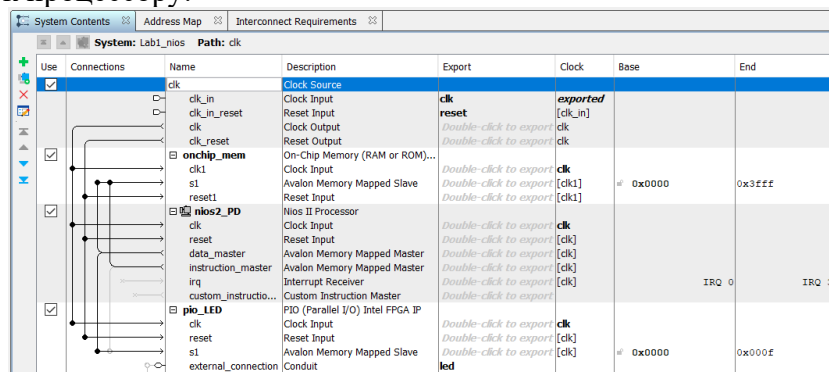 и процессору.
System Contents Address Map Interconnect Requirements
System: Lab1_nios Path: clk
Use Connections Name Description Export Clock Base End
clk Clock Source
clk_in Clock Input clk exported
clk_in_reset Reset Input reset [clk_in]
clk Clock Output Double-click to export clk
clk_reset Reset Output Double-click to export clk
onchip_mem On-Chip Memory (RAM or ROM)...
clk1 Clock Input Double-click to export clk
s1 Avalon Memory Mapped Slave Double-click to export [clk1] 0x0000 0x3fff
reset1 Reset Input Double-click to export [clk1]
nios2_PD Nios II Processor
clk Clock Input Double-click to export clk
reset Reset Input Double-click to export [clk]
data_master Avalon Memory Mapped Master Double-click to export [clk]
instruction_master Avalon Memory Mapped Master Double-click to export [clk]
irq Interrupt Receiver Double-click to export [clk] IRQ 0 IRQ
custom_instructio... Custom Instruction Master Double-click to export
pio_LED PIO (Parallel I/O) Intel FPGA IP
clk Clock Input Double-click to export clk
reset Reset Input Double-click to export [clk]
s1 Avalon Memory Mapped Slave Double-click to export [clk] 0x0000 0x000f
external_connection Conduit led